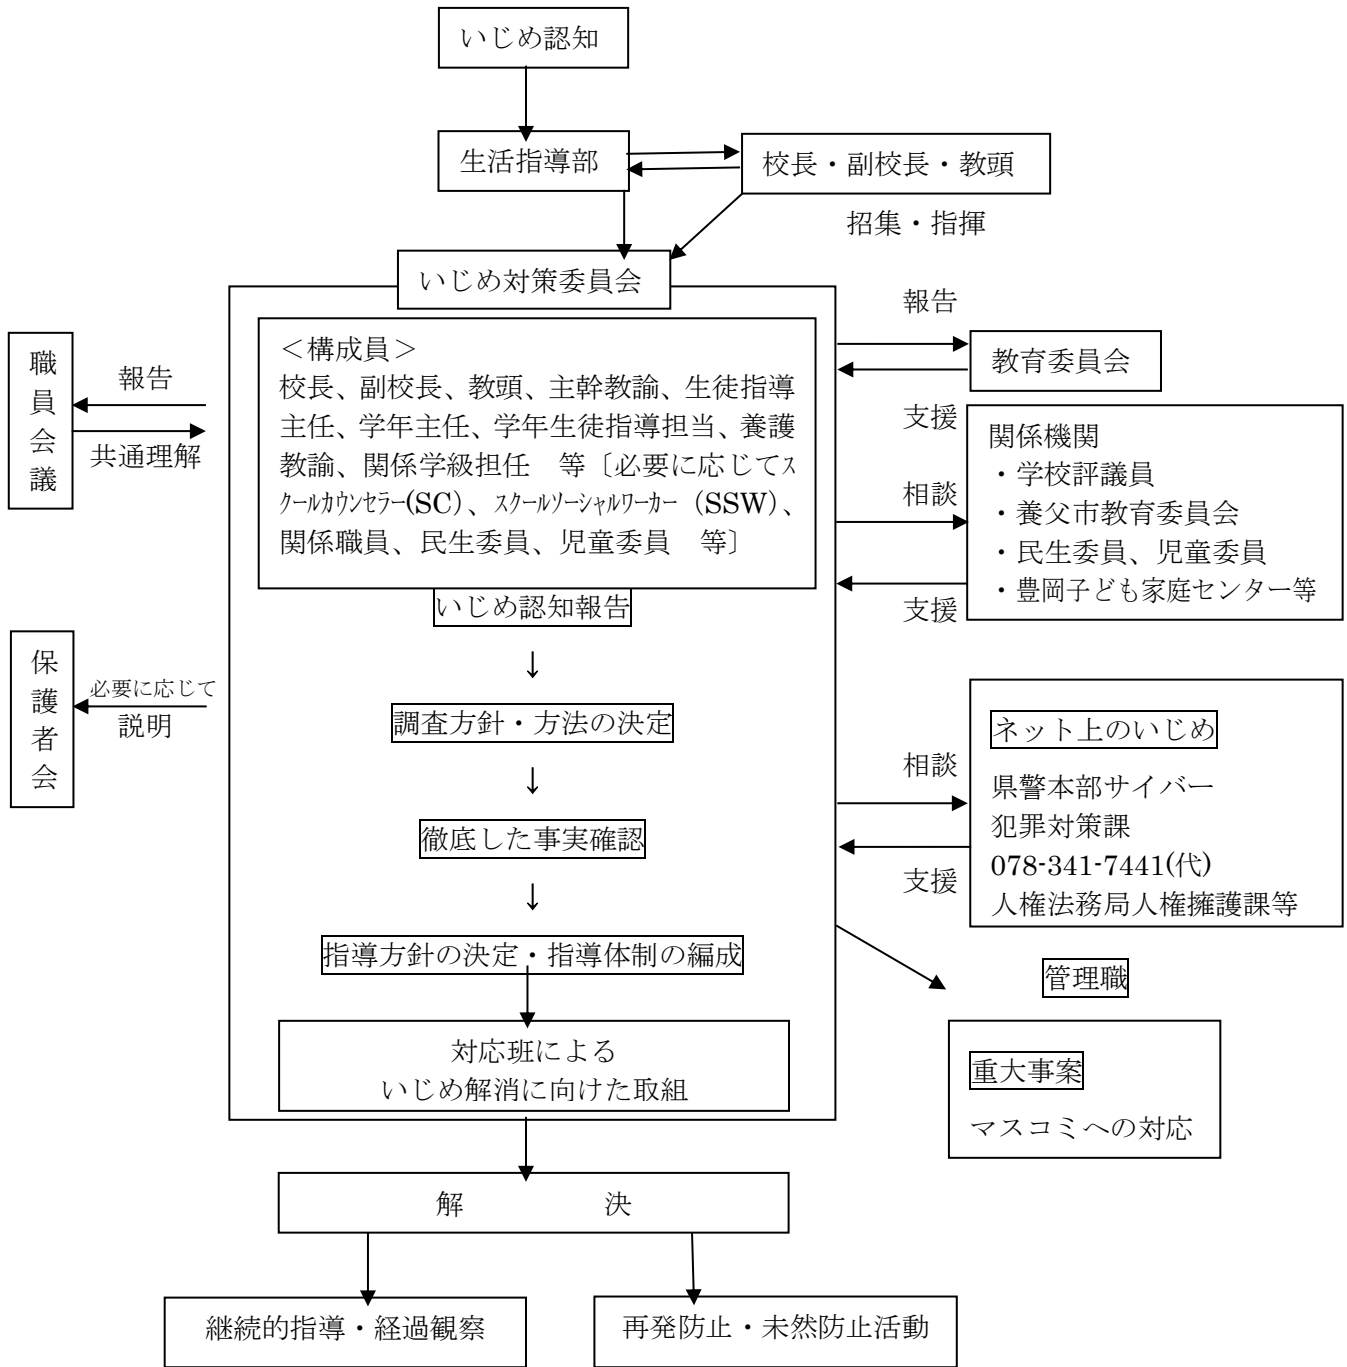 いじめ認知
生活指導部
校長・副校長・教頭
招集・指揮
いじめ対策委員会
＜構成員＞
校長、副校長、教頭、主幹教諭、生徒指導
主任、学年主任、学年生徒指導担当、養護
教諭、関係学級担任　等〔必要に応じてｽ
ｸｰﾙｶｳﾝｾﾗｰ(SC)、ｽｸｰﾙｿｰｼｬﾙﾜｰｶｰ（SSW)、
関係職員、民生委員、児童委員　等〕
職員会議
報告
共通理解
報告
教育委員会
支援
関係機関
・学校評議員
・養父市教育委員会
・民生委員、児童委員
・豊岡子ども家庭センター等
相談
支援
いじめ認知報告
↓
調査方針・方法の決定
↓
徹底した事実確認
↓
指導方針の決定・指導体制の編成
対応班による
いじめ解消に向けた取組
保護者会
必要に応じて
説明
相談
支援
ネット上のいじめ
県警本部サイバー
犯罪対策課
078-341-7441(代)
人権法務局人権擁護課等
管理職
重大事案
マスコミへの対応
解　　　　　決
継続的指導・経過観察
再発防止・未然防止活動